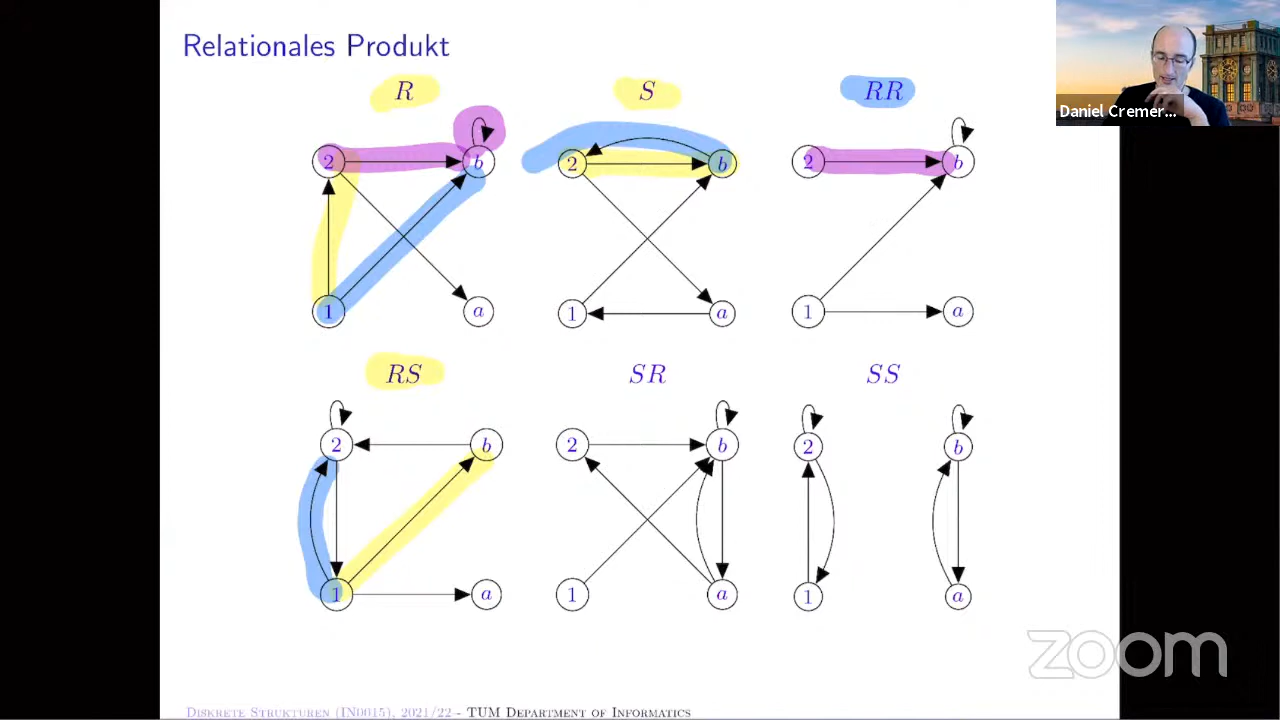 Relationales Produkt
Daniel Cremer...
R S RR
2 b 2 b 2 b
1 a 1 a 1 a
RS SR SS
2 b 2 b 2 b
1 a 1 a 1 a
zoom
Diskrete Strukturen (IN0015), 2021/22 - TUM Department of Informatics